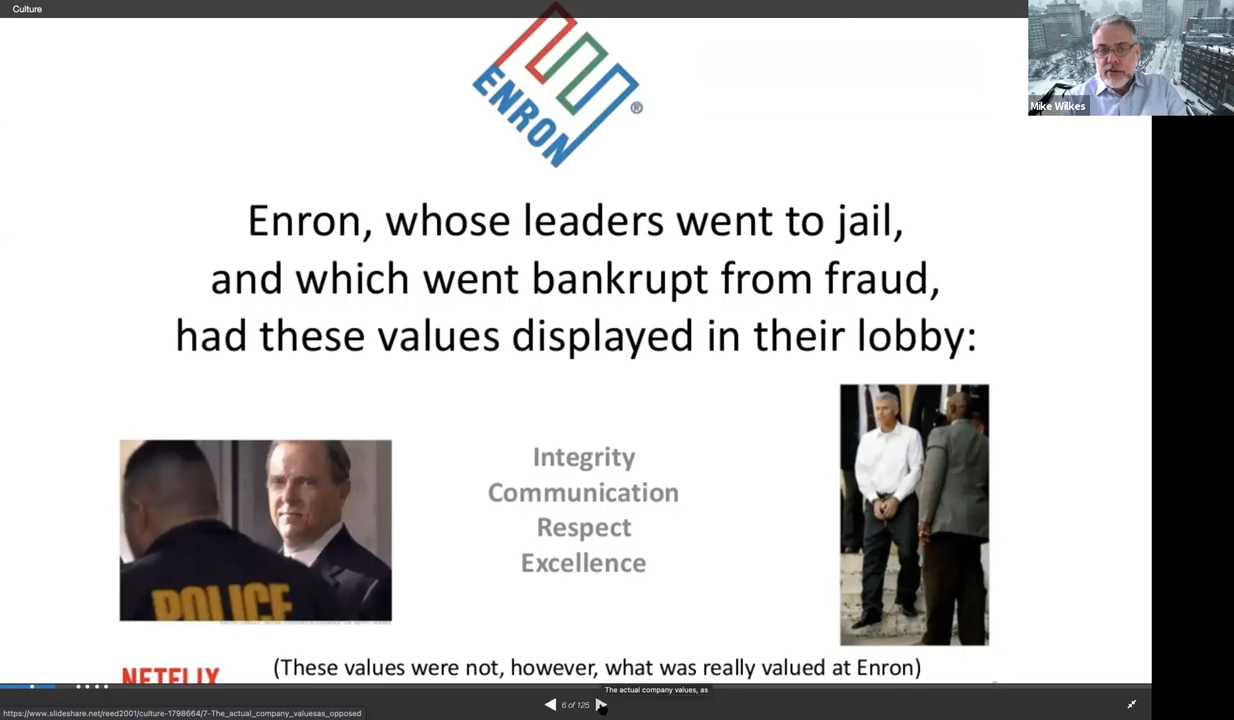 Culture
ENRON
®
Mike Wilkes
Enron, whose leaders went to jail,
and which went bankrupt from fraud,
had these values displayed in their lobby:
Integrity
Communication
Respect
Excellence
POLICE
NETFLIX
(These values were not, however, what was really valued at Enron)
The actual company values, as
6 of 125
https://www.slideshare.net/reed2001/culture-1798664/7-The_actual_company_valuesas_opposed